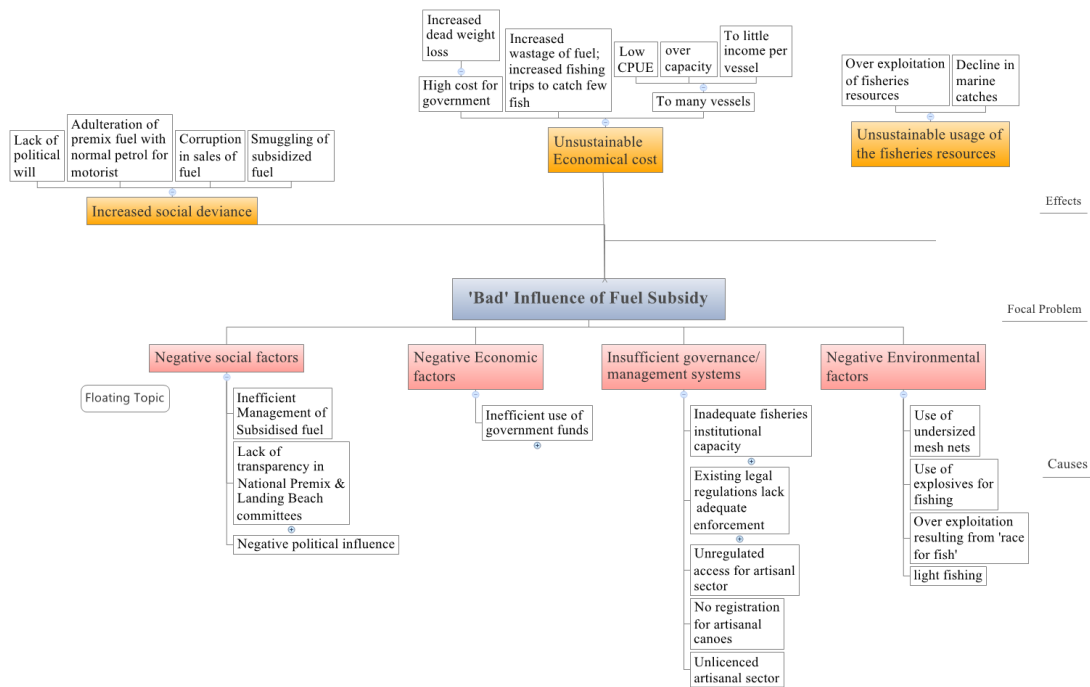 Increased
dead weight
loss
High cost for
government
Increased
wastage of fuel;
increased fishing
trips to catch few
fish
Low
CPUE
over
capacity
To little
income per
vessel
To many vessels
Unsustainable
Economical cost
Over exploitation
of fisheries
resources
Decline in
marine
catches
Unsustainable usage of
the fisheries resources
Lack of
political
will
Adulteration of
premix fuel with
normal petrol for
motorist
Corruption
in sales of
fuel
Smuggling of
subsidized
fuel
Increased social deviance
Effects
'Bad' Influence of Fuel Subsidy
Focal Problem
Negative social factors
Floating Topic
Inefficient
Management of
Subsidised fuel
Lack of
transparency in
National Premix &
Landing Beach
committees
Negative political influence
Negative Economic
factors
Inefficient use of
government funds
Insufficient governance/
management systems
Inadequate fisheries
institutional
capacity
Existing legal
regulations lack
adequate
enforcement
Unregulated
access for artisanl
sector
No registration
for artisanal
canoes
Unlicenced
artisanal sector
Negative Environmental
factors
Use of
undersized
mesh nets
Use of
explosives for
fishing
Over exploitation
resulting from 'race
for fish'
light fishing
Causes